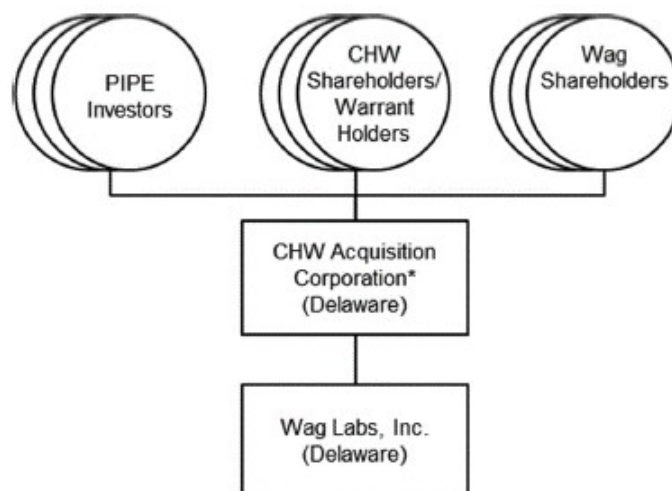 PIPE
Investors
CHW
Shareholders/
Warrant
Holders
Wag
Shareholders
CHW Acquisition
Corporation*
(Delaware)
Wag Labs, Inc.
(Delaware)